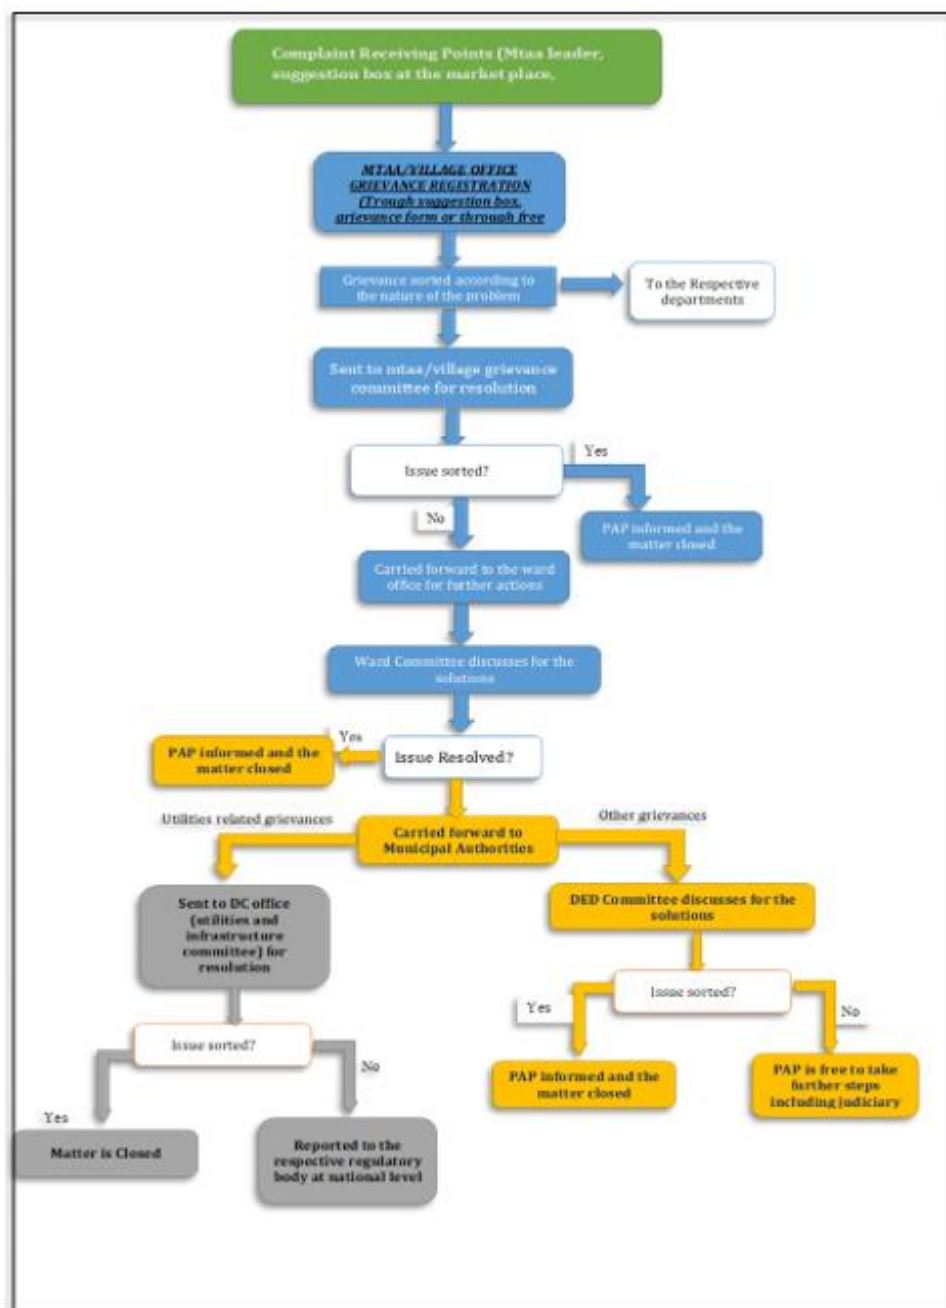 Complaint Receiving Points (Mtaa leader,
suggestion box at the market place,
MTAA/VILLAGE OFFICE
GRIEVANCE REGISTRATION
(Trough suggestion box,
grievance form or through free
Grievance sorted according to
the nature of the problem
To the Respective
departments
Sent to mtaa/village grievance
committee for resolution
Issue sorted?
Yes
No
PAP informed and the
matter closed
Carried forward to the ward
office for further actions
Ward Committee discusses for the
solutions
Issue Resolved?
Yes
PAP informed and the
matter closed
Carried forward to
Municipal Authorities
Utilities related grievances
Other grievances
Sent to DC office
(utilities and
infrastructure
committee) for
resolution
DED Committee discusses for the
solutions
Issue sorted?
Yes
No
Issue sorted?
Yes
No
PAP informed and the
matter closed
PAP is free to take
further steps
including judiciary
Matter is Closed
Reported to the
respective regulatory
body at national level